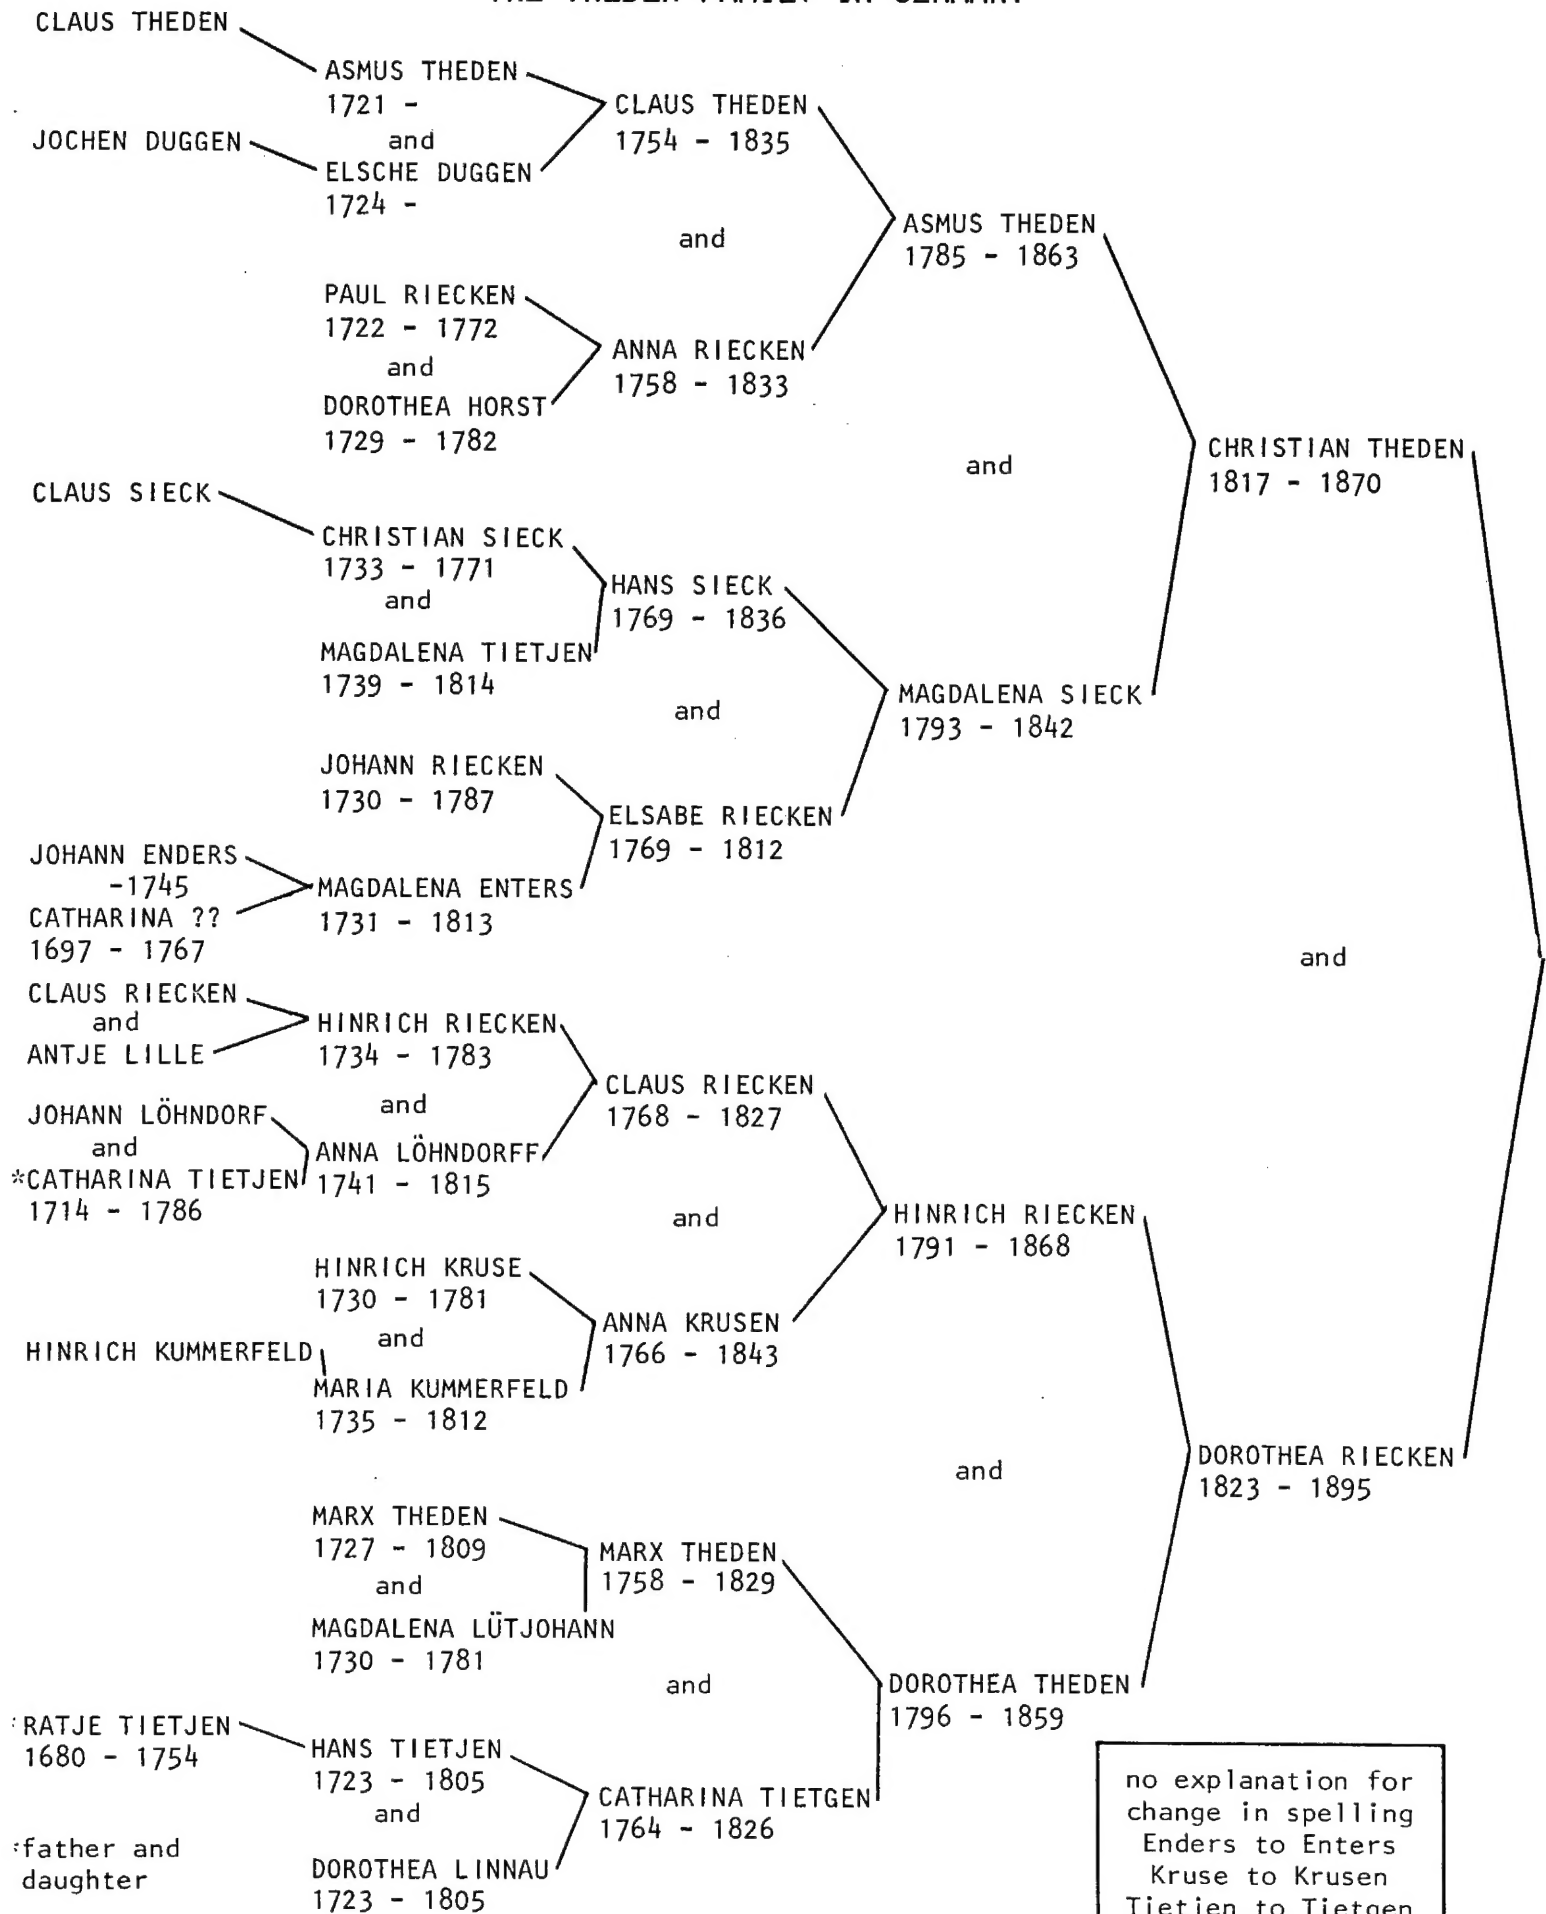 CLAUS THEDEN
ASMUS THEDEN
1721 -
and
JOCHEN DUGGEN
ELSCHE DUGGEN
1724 -
CLAUS THEDEN
1754 - 1835
and
PAUL RIECKEN
1722 - 1772
and
DOROTHEA HORST
1729 - 1782
ANNA RIECKEN
1758 - 1833
ASMUS THEDEN
1785 - 1863
and
CLAUS SIECK
CHRISTIAN SIECK
1733 - 1771
and
MAGDALENA TIETJEN
1739 - 1814
HANS SIECK
1769 - 1836
and
JOHANN RIECKEN
1730 - 1787
JOHANN ENDERS
-1745
CATHARINA ??
1697 - 1767
MAGDALENA ENTERS
1731 - 1813
ELSABE RIECKEN
1769 - 1812
MAGDALENA SIECK
1793 - 1842
CHRISTIAN THEDEN
1817 - 1870
and
CLAUS RIECKEN
and
ANTJE LILLE
HINRICH RIECKEN
1734 - 1783
and
JOHANN LÖHNDORF
and
*CATHARINA TIETJEN
1714 - 1786
ANNA LÖHNDORFF
1741 - 1815
CLAUS RIECKEN
1768 - 1827
and
HINRICH KRUSE
1730 - 1781
and
HINRICH KUMMERFELD
MARIA KUMMERFELD
1735 - 1812
ANNA KRUSEN
1766 - 1843
HINRICH RIECKEN
1791 - 1868
and
MARX THEDEN
1727 - 1809
and
MAGDALENA LÜTJOHANN
1730 - 1781
MARX THEDEN
1758 - 1829
and
*RATJE TIETJEN
1680 - 1754
HANS TIETJEN
1723 - 1805
and
DOROTHEA LINNAU
1723 - 1805
CATHARINA TIETGEN
1764 - 1826
DOROTHEA THEDEN
1796 - 1859
DOROTHEA RIECKEN
1823 - 1895
*father and
daughter
no explanation for
change in spelling
Enders to Enters
Kruse to Krusen
Tietjen to Tietgen